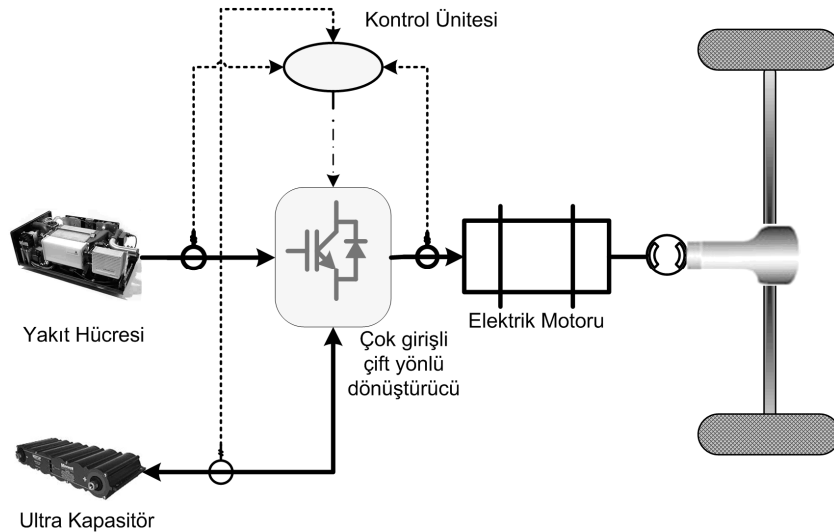 Kontrol Ünitesi
Yakıt Hücresi
Elektrik Motoru
Çok girişli
çift yönlü
dönüştürücü
Ultra Kapasitör